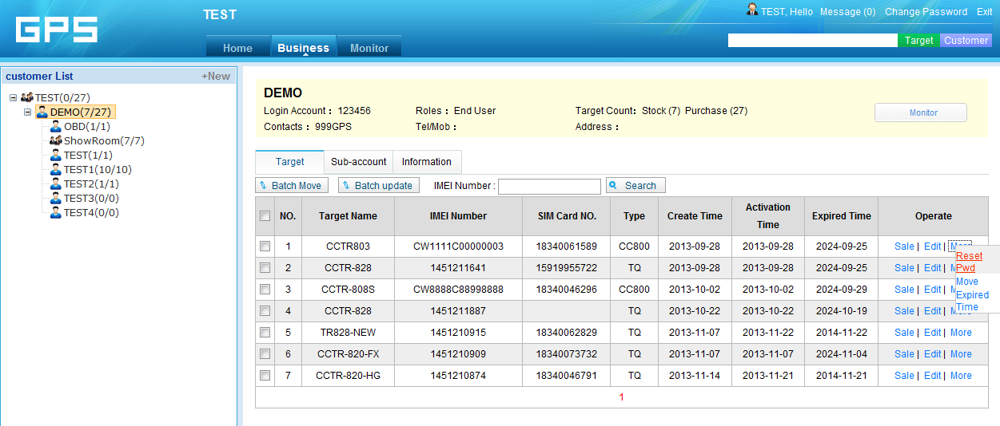 GPS
TEST
TEST, Hello Message (0) Change Password Exit
Home Business Monitor
Target Customer
customer List +New
TEST(0/27)
DEMO(7/27)
OBD(1/1)
ShowRoom(7/7)
TEST(1/1)
TEST1(10/10)
TEST2(1/1)
TEST3(0/0)
TEST4(0/0)
DEMO
Login Account : 123456 Roles : End User Target Count: Stock (7) Purchase (27)
Contacts : 999GPS Tel/Mob : Address :
Monitor
Target Sub-account Information
Batch Move Batch update IMEI Number : Search
NO. Target Name IMEI Number SIM Card NO. Type Create Time Activation Time Expired Time Operate
1 CCTR803 CW1111C00000003 18340061589 CC800 2013-09-28 2013-09-28 2024-09-25 Sale | Edit | More
2 CCTR-828 1451211641 15919955722 TQ 2013-09-28 2013-09-28 2024-09-25 Sale | Edit |
3 CCTR-808S CW8888C88998888 18340046296 CC800 2013-10-02 2013-10-02 2024-09-29 Sale | Edit |
4 CCTR-828 1451211887 TQ 2013-10-22 2013-10-22 2024-10-19 Sale | Edit |
5 TR828-NEW 1451210915 18340062829 TQ 2013-11-07 2013-11-22 2014-11-22 Sale | Edit | More
6 CCTR-820-FX 1451210909 18340073732 TQ 2013-11-07 2013-11-07 2024-11-04 Sale | Edit | More
7 CCTR-820-HG 1451210874 18340046791 TQ 2013-11-14 2013-11-21 2014-11-21 Sale | Edit | More
Reset
Pwd
Move
Expired
Time
1